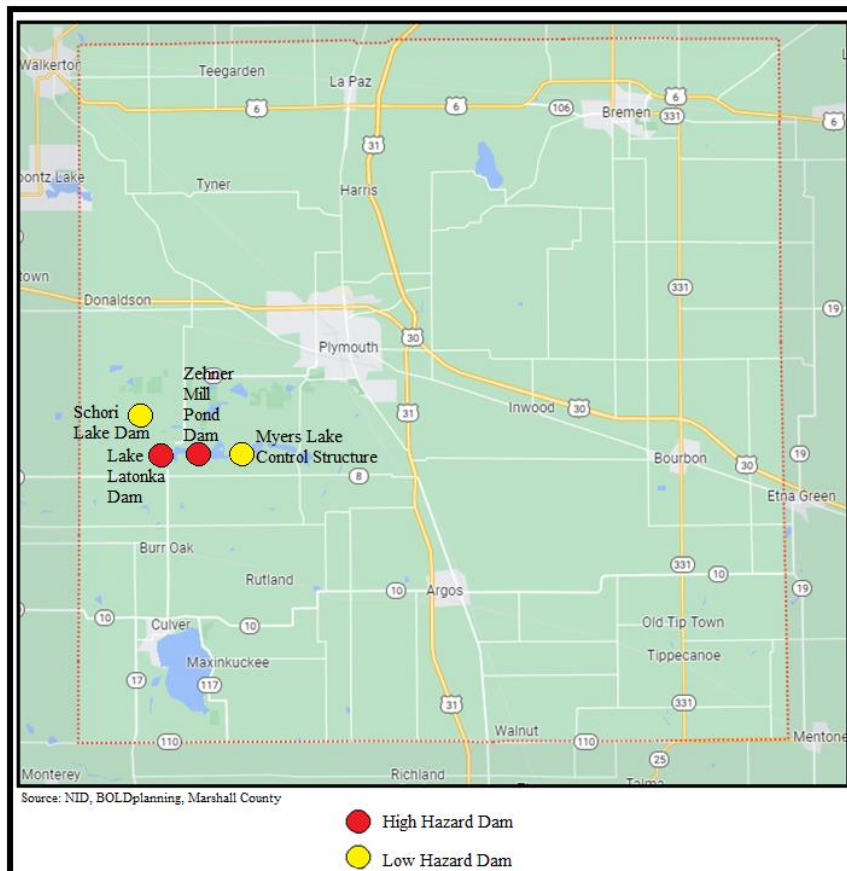 Walkerton
Teegarden
La Paz
6
6
106
Bremen
6
331
6
31
oontz Lake
Tyner
Harris
town
Donaldson
331
19
30
Plymouth
Zehner
Mill
Pond
Dam
Schori
Lake Dam
Inwood
30
31
Myers Lake
Control Structure
Lake
Latonka
Dam
8
Bourbon
19
30
Etna Green
Burr Oak
Rutland
331
10
10
Argos
19
10
Culver
10
Old Tip Town
Maxinkuckee
Tippecanoe
17
117
31
331
110
Walnut
110
Mentone
25
Monterey
Richland
Talma
Source: NID, BOLDplanning, Marshall County
High Hazard Dam
Low Hazard Dam